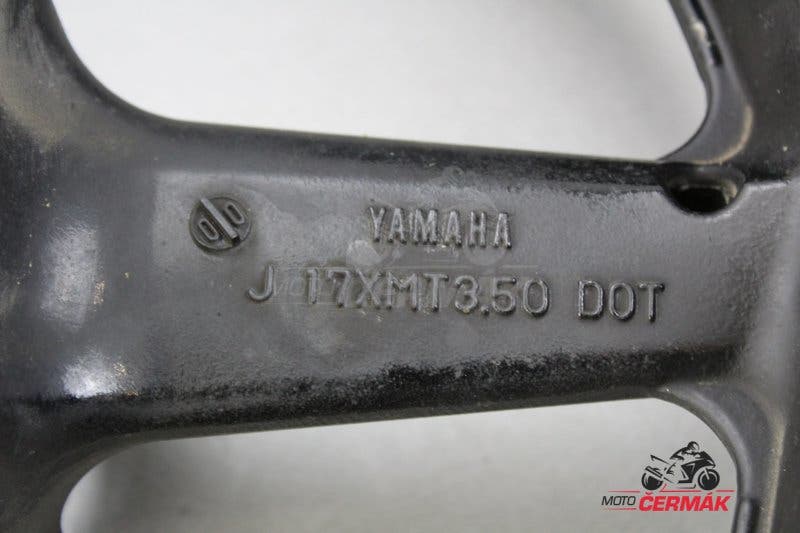 YAMAHA
J 17XMT3.50 DOT
MOTO ČERMÁK